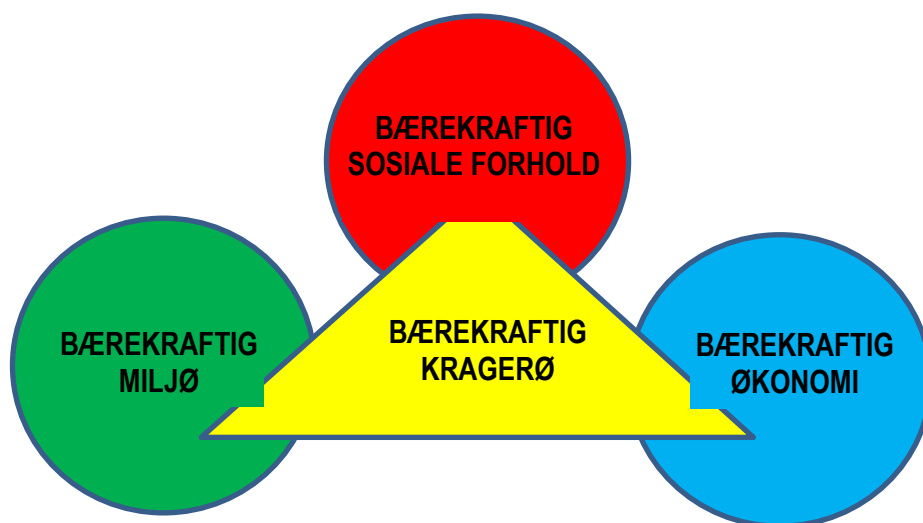 BÆREKRAFTIG
SOSIALE FORHOLD
BÆREKRAFTIG
MILJØ
BÆREKRAFTIG
KRAGERØ
BÆREKRAFTIG
ØKONOMI